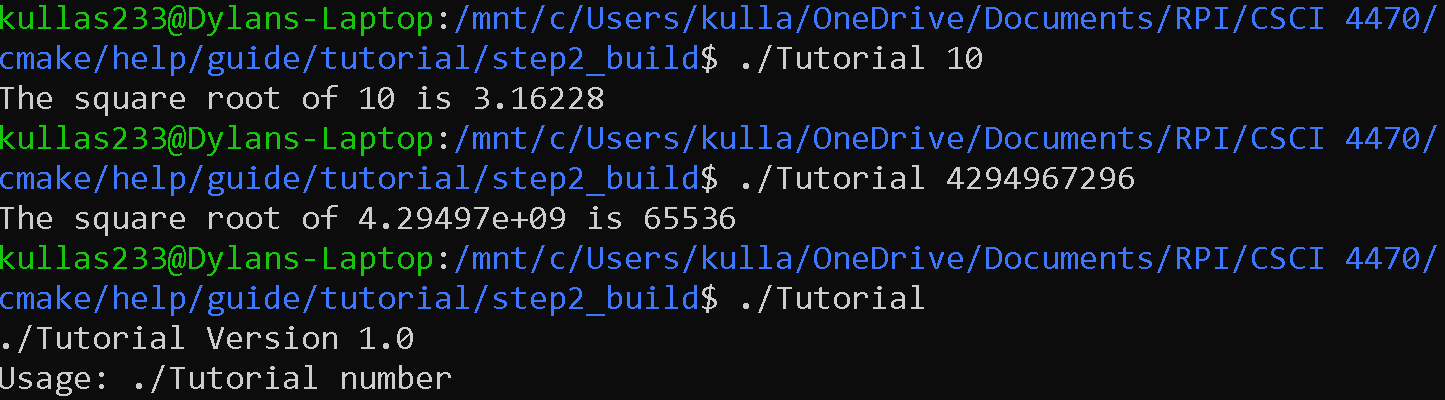 kullas233@Dylans-Laptop:/mnt/c/Users/kulla/OneDrive/Documents/RPI/CSCI 4470/
cmake/help/guide/tutorial/step2_build$ ./Tutorial 10
The square root of 10 is 3.16228
kullas233@Dylans-Laptop:/mnt/c/Users/kulla/OneDrive/Documents/RPI/CSCI 4470/
cmake/help/guide/tutorial/step2_build$ ./Tutorial 4294967296
The square root of 4.29497e+09 is 65536
kullas233@Dylans-Laptop:/mnt/c/Users/kulla/OneDrive/Documents/RPI/CSCI 4470/
cmake/help/guide/tutorial/step2_build$ ./Tutorial
./Tutorial Version 1.0
Usage: ./Tutorial number